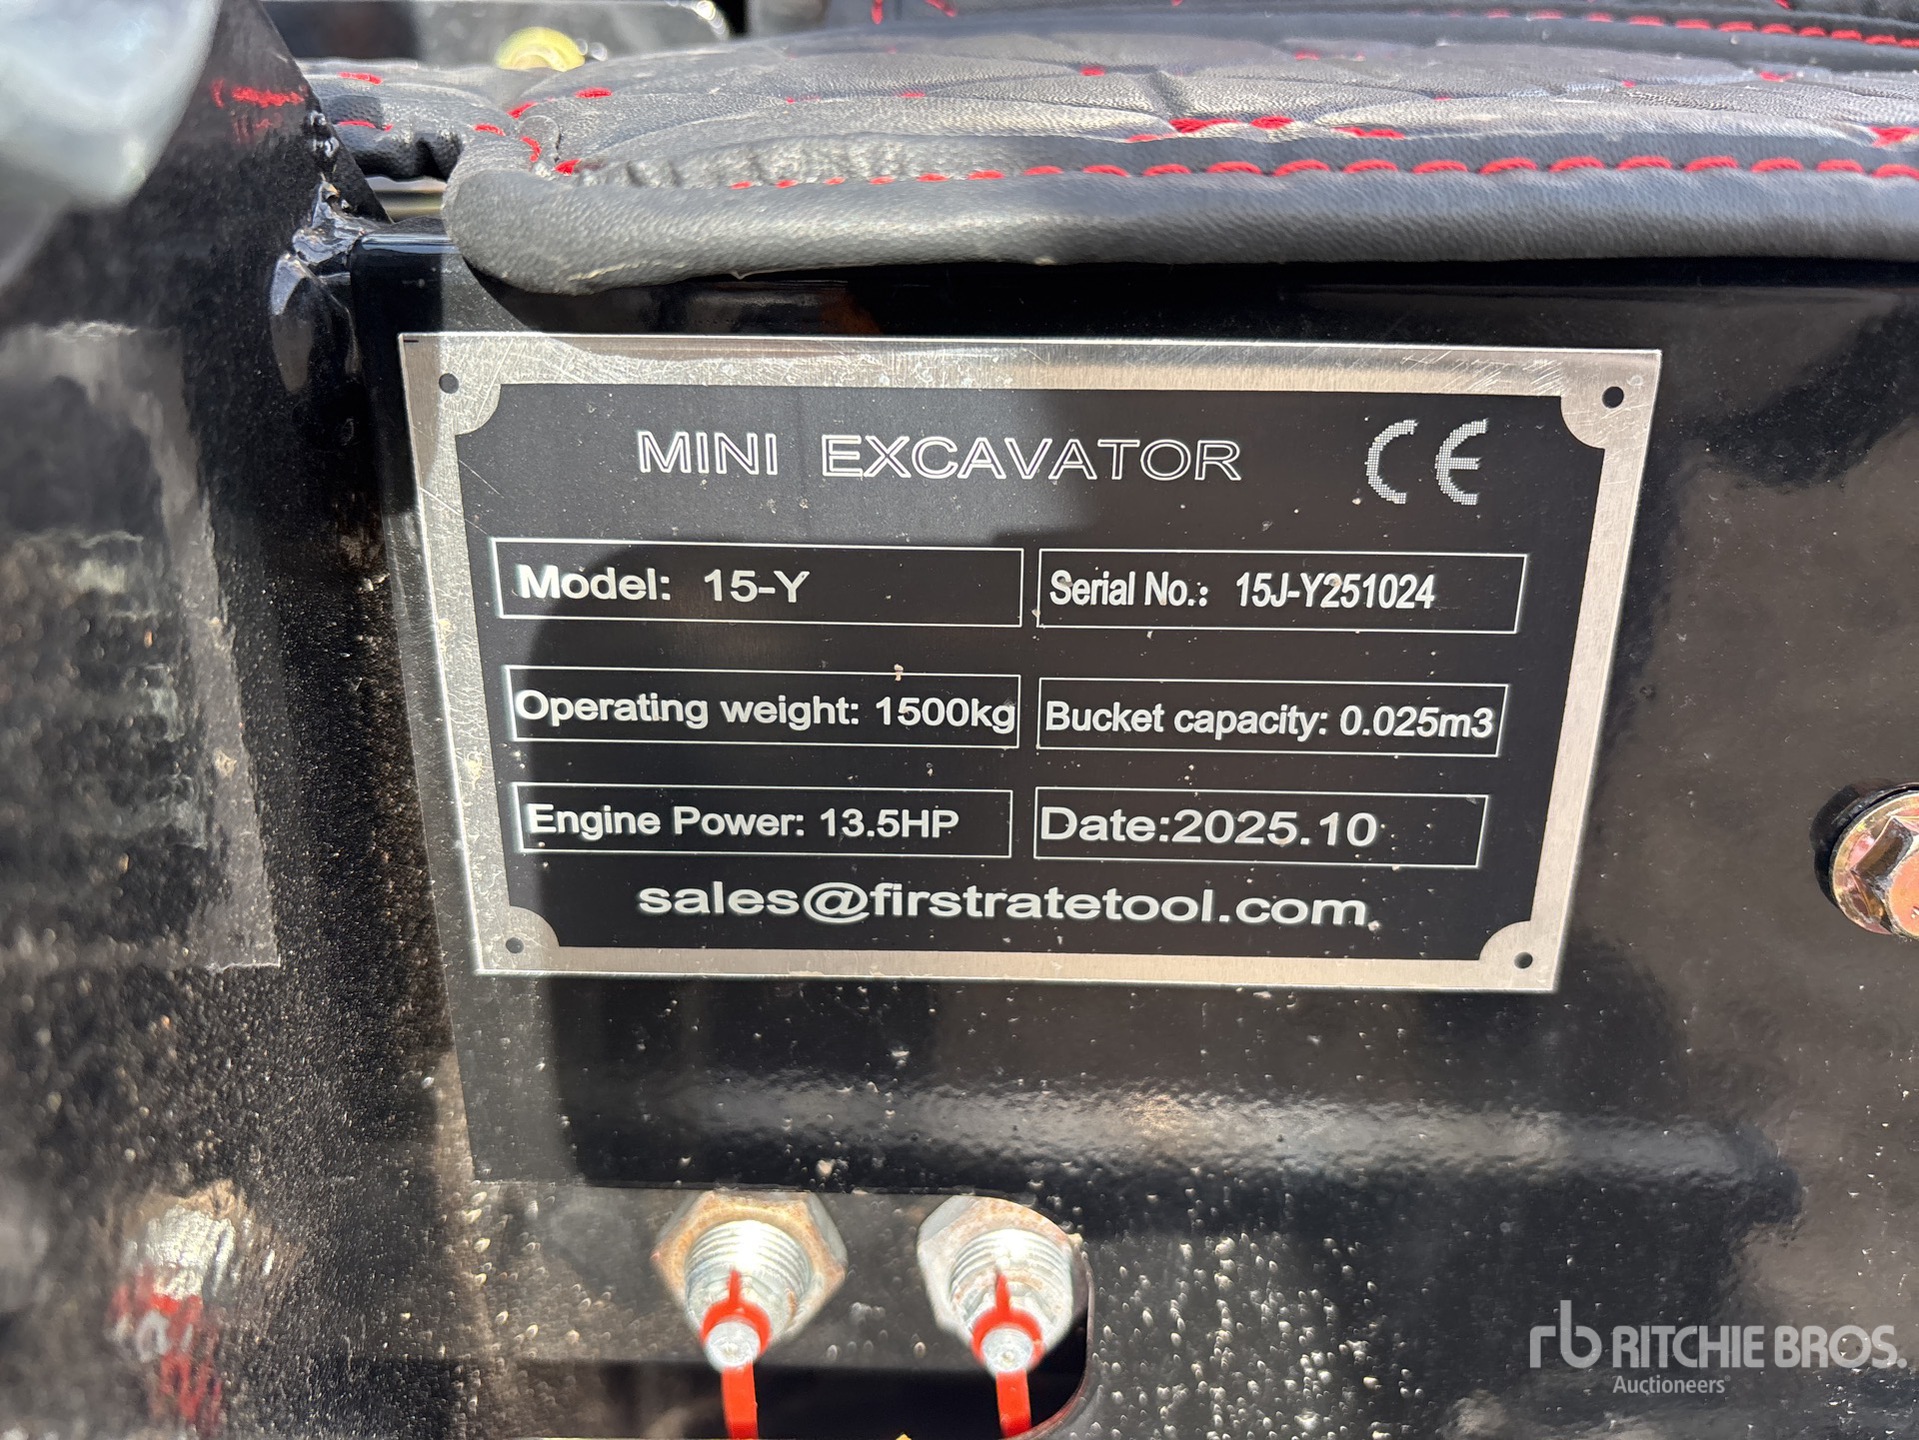 MINI EXCAVATOR CE
Model: 15-Y Serial No.: 15J-Y251024
Operating weight: 1500kg Bucket capacity: 0.025m3
Engine Power: 13.5HP Date:2025.10
sales@firstratetool.com
rb RITCHIE BROS.
Auctioneers